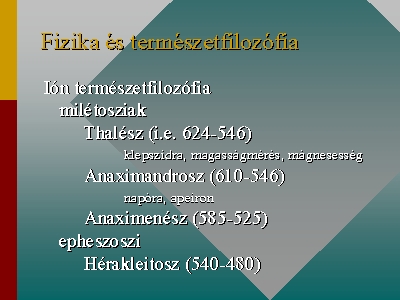 Fizika és természetfilozófia
Ión természetfilozófia
milétosziak
Thalész (i.e. 624-546)
klepszidra, magasságmérés, mágnesesség
Anaximandrosz (610-546)
napóra, apeiron
Anaximenész (585-525)
epheszoszi
Hérakleitosz (540-480)